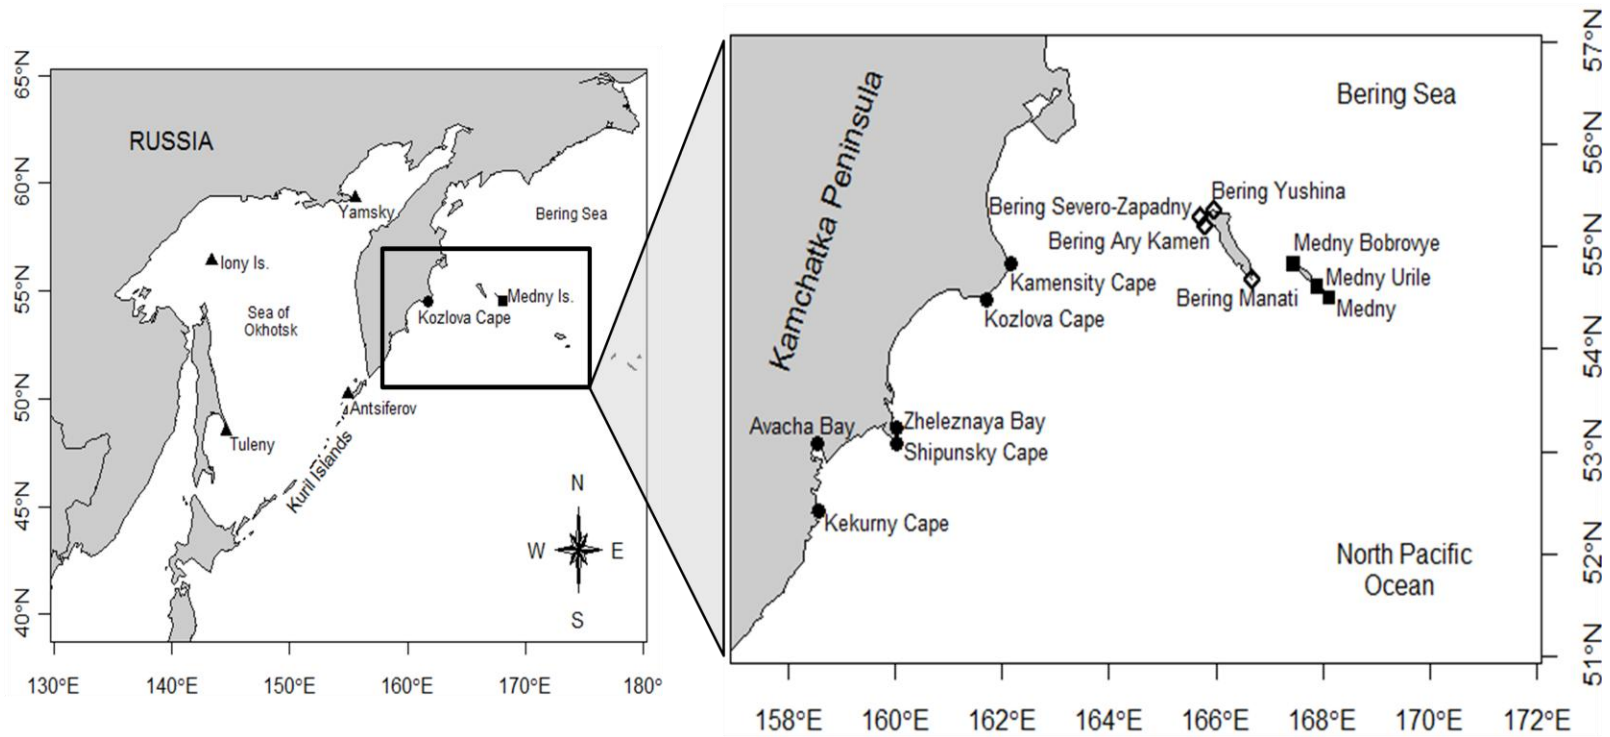 65°N
60°N
55°N
50°N
45°N
40°N
RUSSIA
Yamsky
Bering Sea
Iony Is.
Sea of
Okhotsk
Medny Is.
Kozlova Cape
Antsiferov
Tuleny
Kuril Islands
N
W
E
S
130°E
140°E
150°E
160°E
170°E
180°
Kamchatka Peninsula
Bering Sea
Bering Yushina
Bering Severo-Zapadny
Bering Ary Kamen
Medny Bobrovye
Medny Urile
Bering Manati
Medny
Kamensity Cape
Kozlova Cape
Avacha Bay
Zheleznaya Bay
Shipunsky Cape
Kekurny Cape
North Pacific
Ocean
57°N
56°N
55°N
54°N
53°N
52°N
51°N
158°E
160°E
162°E
164°E
166°E
168°E
170°E
172°E